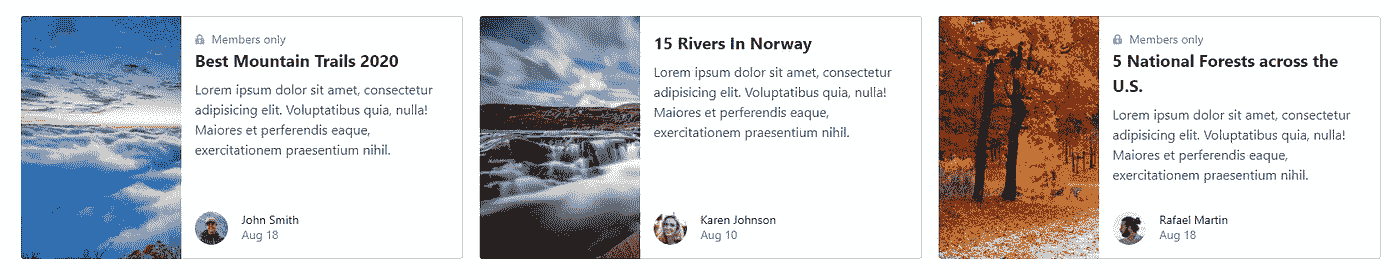 Members only
Best Mountain Trails 2020
Lorem ipsum dolor sit amet, consectetur
adipisicing elit. Voluptatibus quia, nulla!
Maiores et perferendis eaque,
exercitationem praesentium nihil.
John Smith
Aug 18
15 Rivers In Norway
Lorem ipsum dolor sit amet, consectetur
adipisicing elit. Voluptatibus quia, nulla!
Maiores et perferendis eaque,
exercitationem praesentium nihil.
Karen Johnson
Aug 10
Members only
5 National Forests across the
U.S.
Lorem ipsum dolor sit amet, consectetur
adipisicing elit. Voluptatibus quia, nulla!
Maiores et perferendis eaque,
exercitationem praesentium nihil.
Rafael Martin
Aug 18